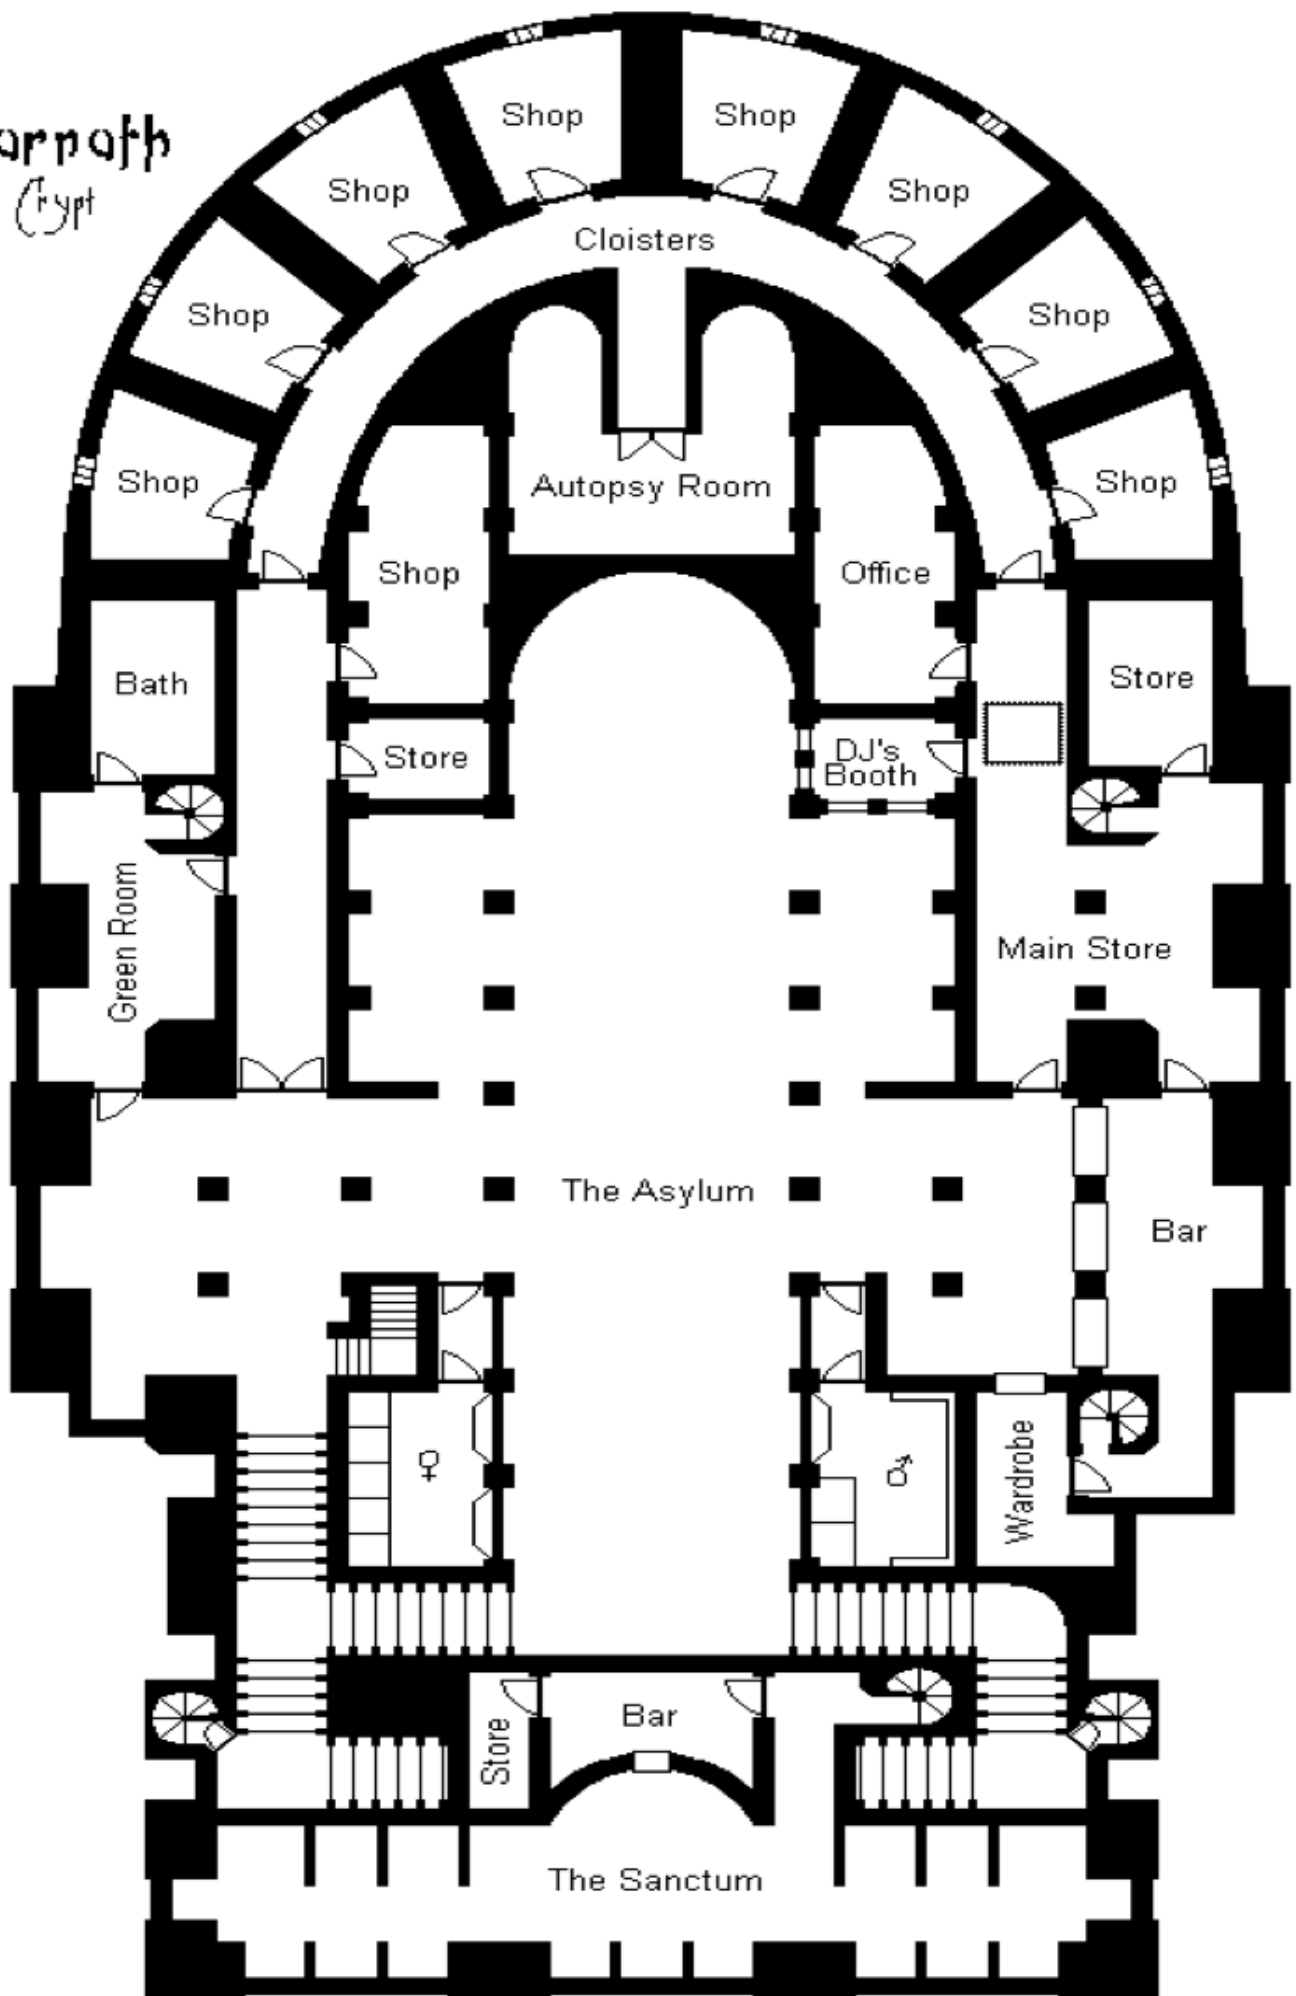 Crypt
Shop
Shop
Shop
Shop
Cloisters
Shop
Shop
Shop
Shop
Autopsy Room
Shop
Office
Bath
Store
Store
DJ's
Booth
Green Room
Main Store
The Asylum
Bar
♀
♂
Wardrobe
Store
Bar
The Sanctum